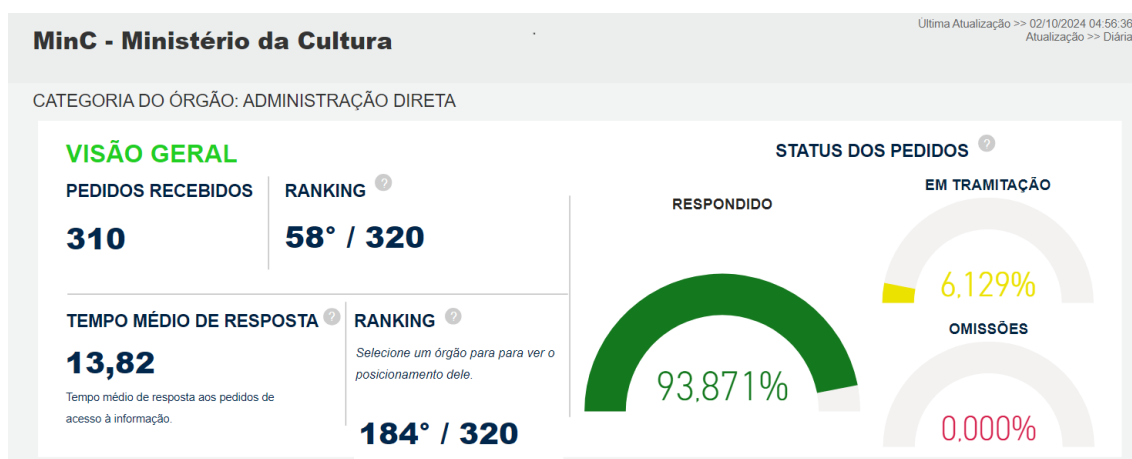 MinC - Ministério da Cultura
Última Atualização >> 02/10/2024 04:56:36
Atualização >> Diária
CATEGORIA DO ÓRGÃO: ADMINISTRAÇÃO DIRETA
VISÃO GERAL
PEDIDOS RECEBIDOS
310
RANKING ?
58° / 320
TEMPO MÉDIO DE RESPOSTA ?
13,82
Tempo médio de resposta aos pedidos de
acesso à informação.
RANKING ?
Selecione um órgão para para ver o
posicionamento dele.
184° / 320
STATUS DOS PEDIDOS ?
RESPONDIDO
93,871%
EM TRAMITAÇÃO
6,129%
OMISSÕES
0,000%